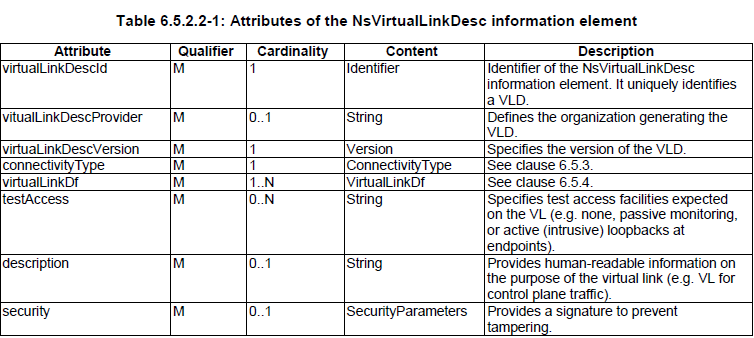 Table 6.5.2.2-1: Attributes of the NsVirtualLinkDesc information element
Attribute Qualifier Cardinality Content Description
virtualLinkDescId M 1 Identifier Identifier of the NsVirtualLinkDesc
information element. It uniquely identifies
a VLD.
vitualLinkDescProvider M 0..1 String Defines the organization generating the
VLD.
virtuaLinkDescVersion M 1 Version Specifies the version of the VLD.
connectivityType M 1 ConnectivityType See clause 6.5.3.
virtualLinkDf M 1..N VirtualLinkDf See clause 6.5.4.
testAccess M 0..N String Specifies test access facilities expected
on the VL (e.g. none, passive monitoring,
or active (intrusive) loopbacks at
endpoints).
description M 0..1 String Provides human-readable information on
the purpose of the virtual link (e.g. VL for
control plane traffic).
security M 0..1 SecurityParameters Provides a signature to prevent
tampering.